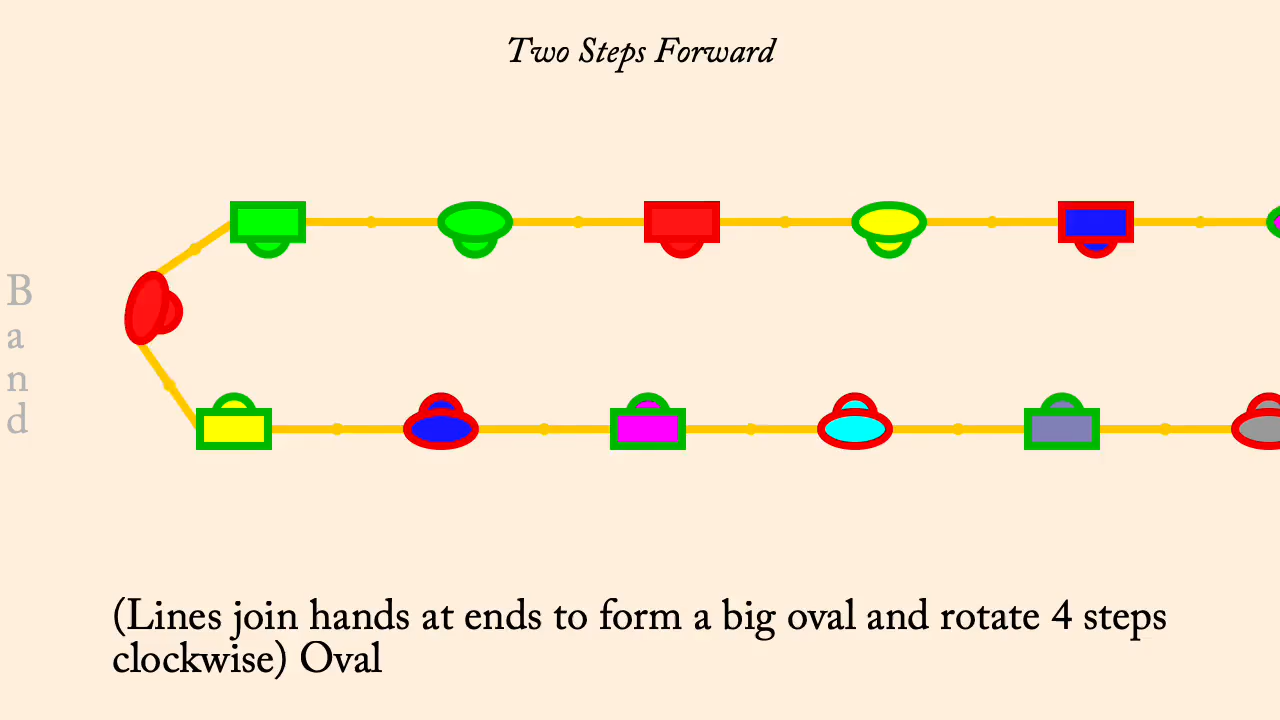 Two Steps Forward
B
a
n
d
(Lines join hands at ends to form a big oval and rotate 4 steps
clockwise) Oval